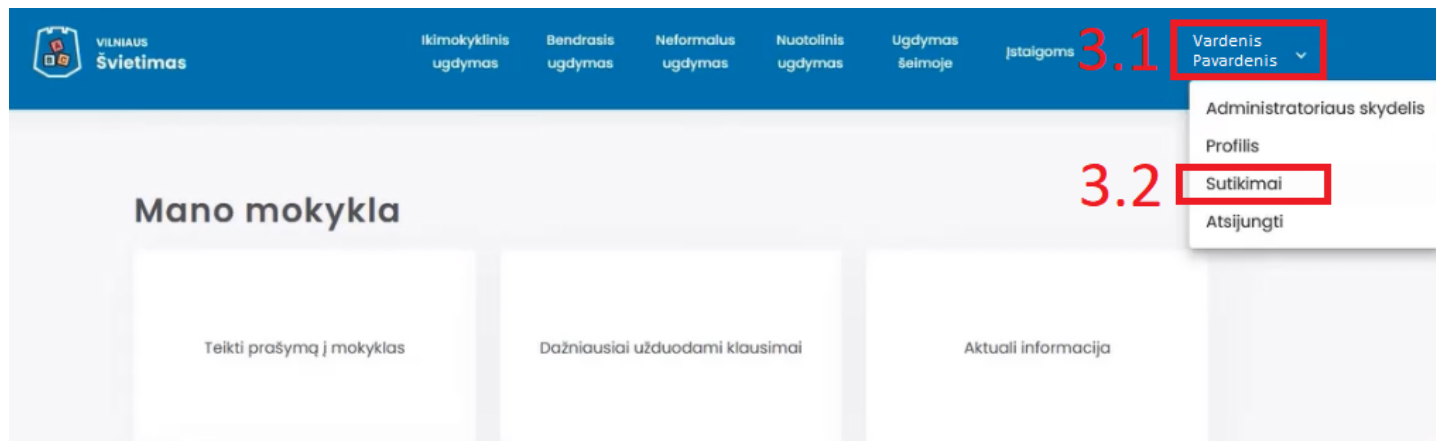 VILNIAUS
Švietimas
Ikimokyklinis
ugdymas
Bendrasis
ugdymas
Neformalus
ugdymas
Nuotolinis
ugdymas
Ugdymas
šeimoje
Įstaigoms
3.1
Vardenis
Pavardenis
Administratoriaus skydelis
Profilis
3.2
Sutikimai
Atsijungti
Mano mokykla
Teikti prašymą į mokyklas
Dažniausiai užduodami klausimai
Aktuali informacija